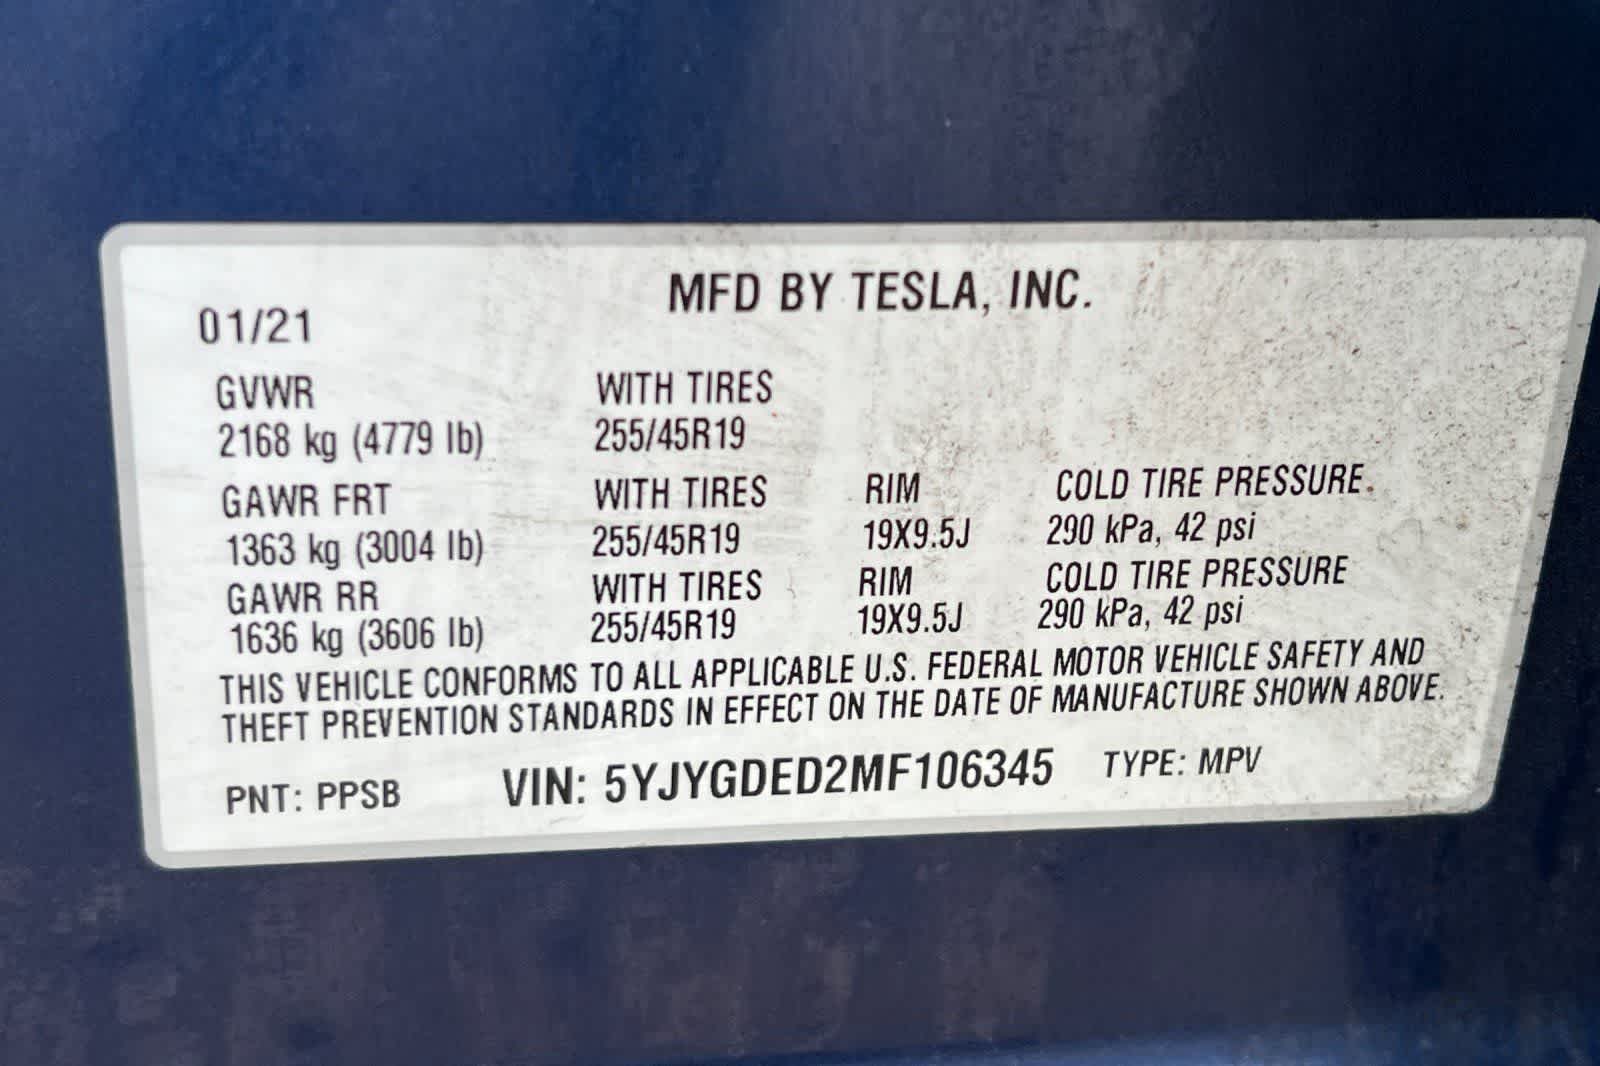 MFD BY TESLA, INC.
01/21
GVWR WITH TIRES
2168 kg (4779 lb) 255/45R19
GAWR FRT WITH TIRES RIM COLD TIRE PRESSURE
1363 kg (3004 lb) 255/45R19 19X9.5J 290 kPa, 42 psi
GAWR RR WITH TIRES RIM COLD TIRE PRESSURE
1636 kg (3606 lb) 255/45R19 19X9.5J 290 kPa, 42 psi
THIS VEHICLE CONFORMS TO ALL APPLICABLE U.S. FEDERAL MOTOR VEHICLE SAFETY AND
THEFT PREVENTION STANDARDS IN EFFECT ON THE DATE OF MANUFACTURE SHOWN ABOVE.
PNT: PPSB VIN: 5YJYGDED2MF106345 TYPE: MPV